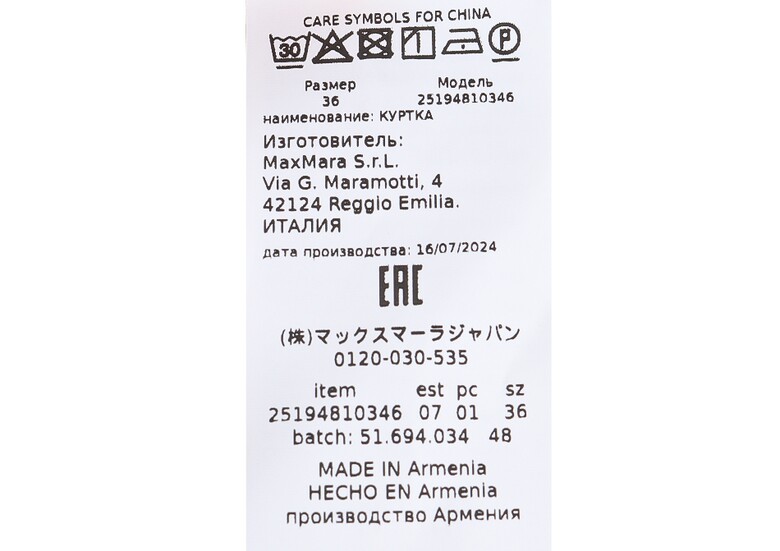 CARE SYMBOLS FOR CHINA
30 P
Размер Модель
36 25194810346
наименование: КУРТКА
Изготовитель:
MaxMara S.r.L.
Via G. Maramotti, 4
42124 Reggio Emilia.
ИТАЛИЯ
дата производства: 16/07/2024
EAC
(株)マックスマーラジャパン
0120-030-535
item est pc sz
25194810346 07 01 36
batch: 51.694.034 48
MADE IN Armenia
HECHO EN Armenia
производство Армения